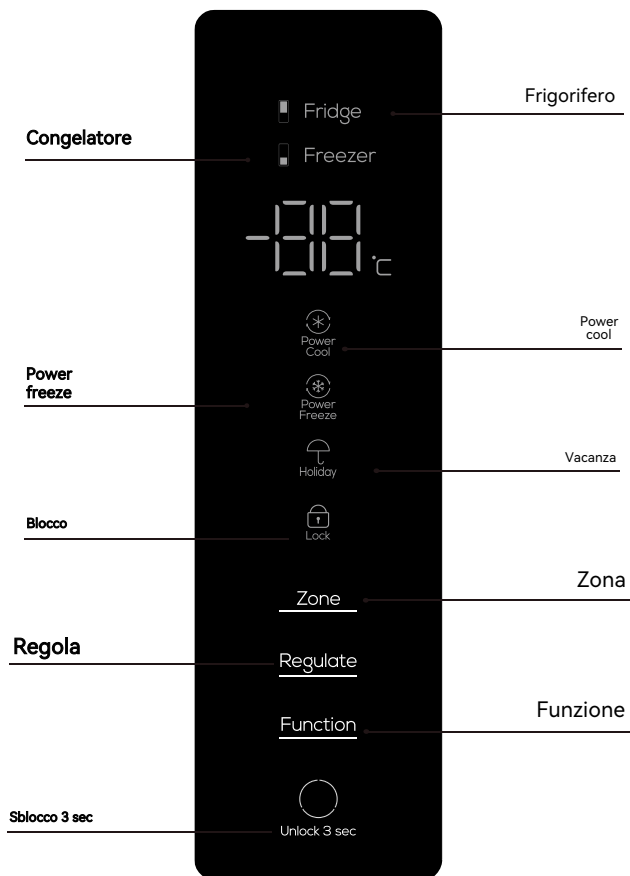 Fridge
Frigorifero
Congelatore
Freezer
-88 °C
Power
Cool
Power
cool
Power
freeze
Power
Freeze
Holiday
Vacanza
Blocco
Lock
Zone
Zona
Regola
Regulate
Function
Funzione
Sblocco 3 sec
Unlock 3 sec